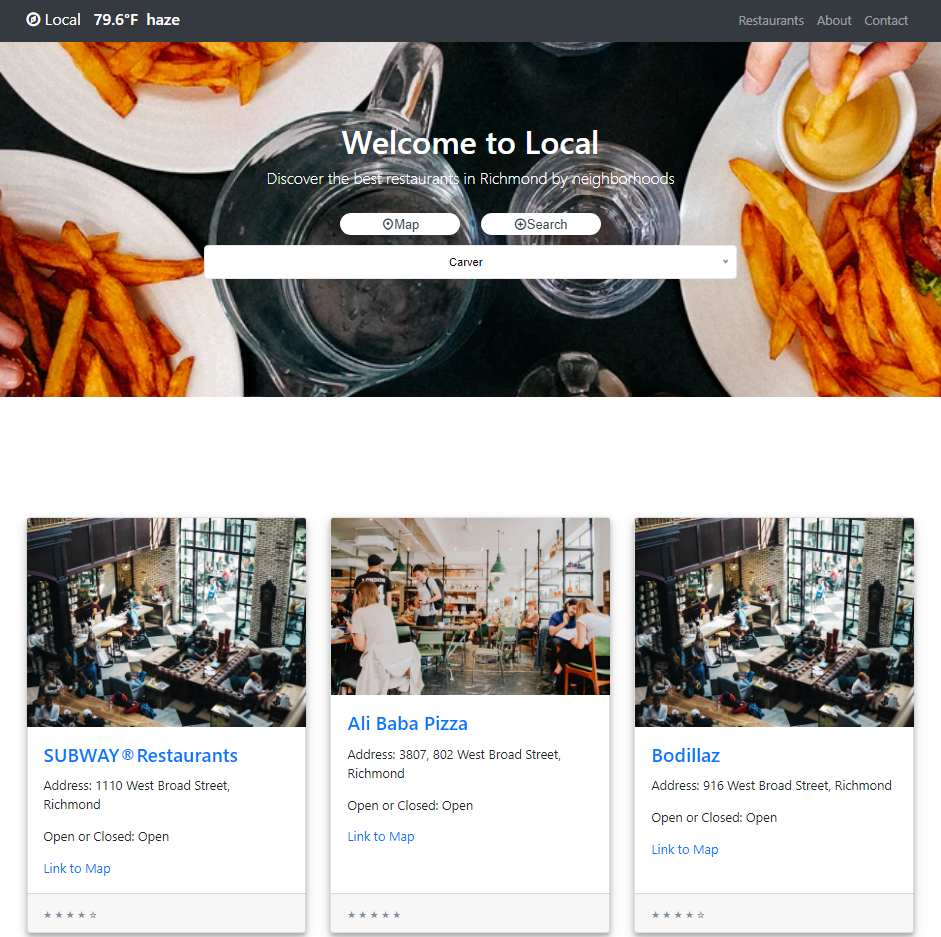 Local 79.6°F haze Restaurants About Contact
Welcome to Local
Discover the best restaurants in Richmond by neighborhoods
Map Search
Carver
SUBWAY®Restaurants
Address: 1110 West Broad Street,
Richmond
Open or Closed: Open
Link to Map
★ ★ ★ ★ ☆
LONDON
Ali Baba Pizza
Address: 3807, 802 West Broad Street,
Richmond
Open or Closed: Open
Link to Map
★ ★ ★ ★ ★
Bodillaz
Address: 916 West Broad Street, Richmond
Open or Closed: Open
Link to Map
★ ★ ★ ★ ☆